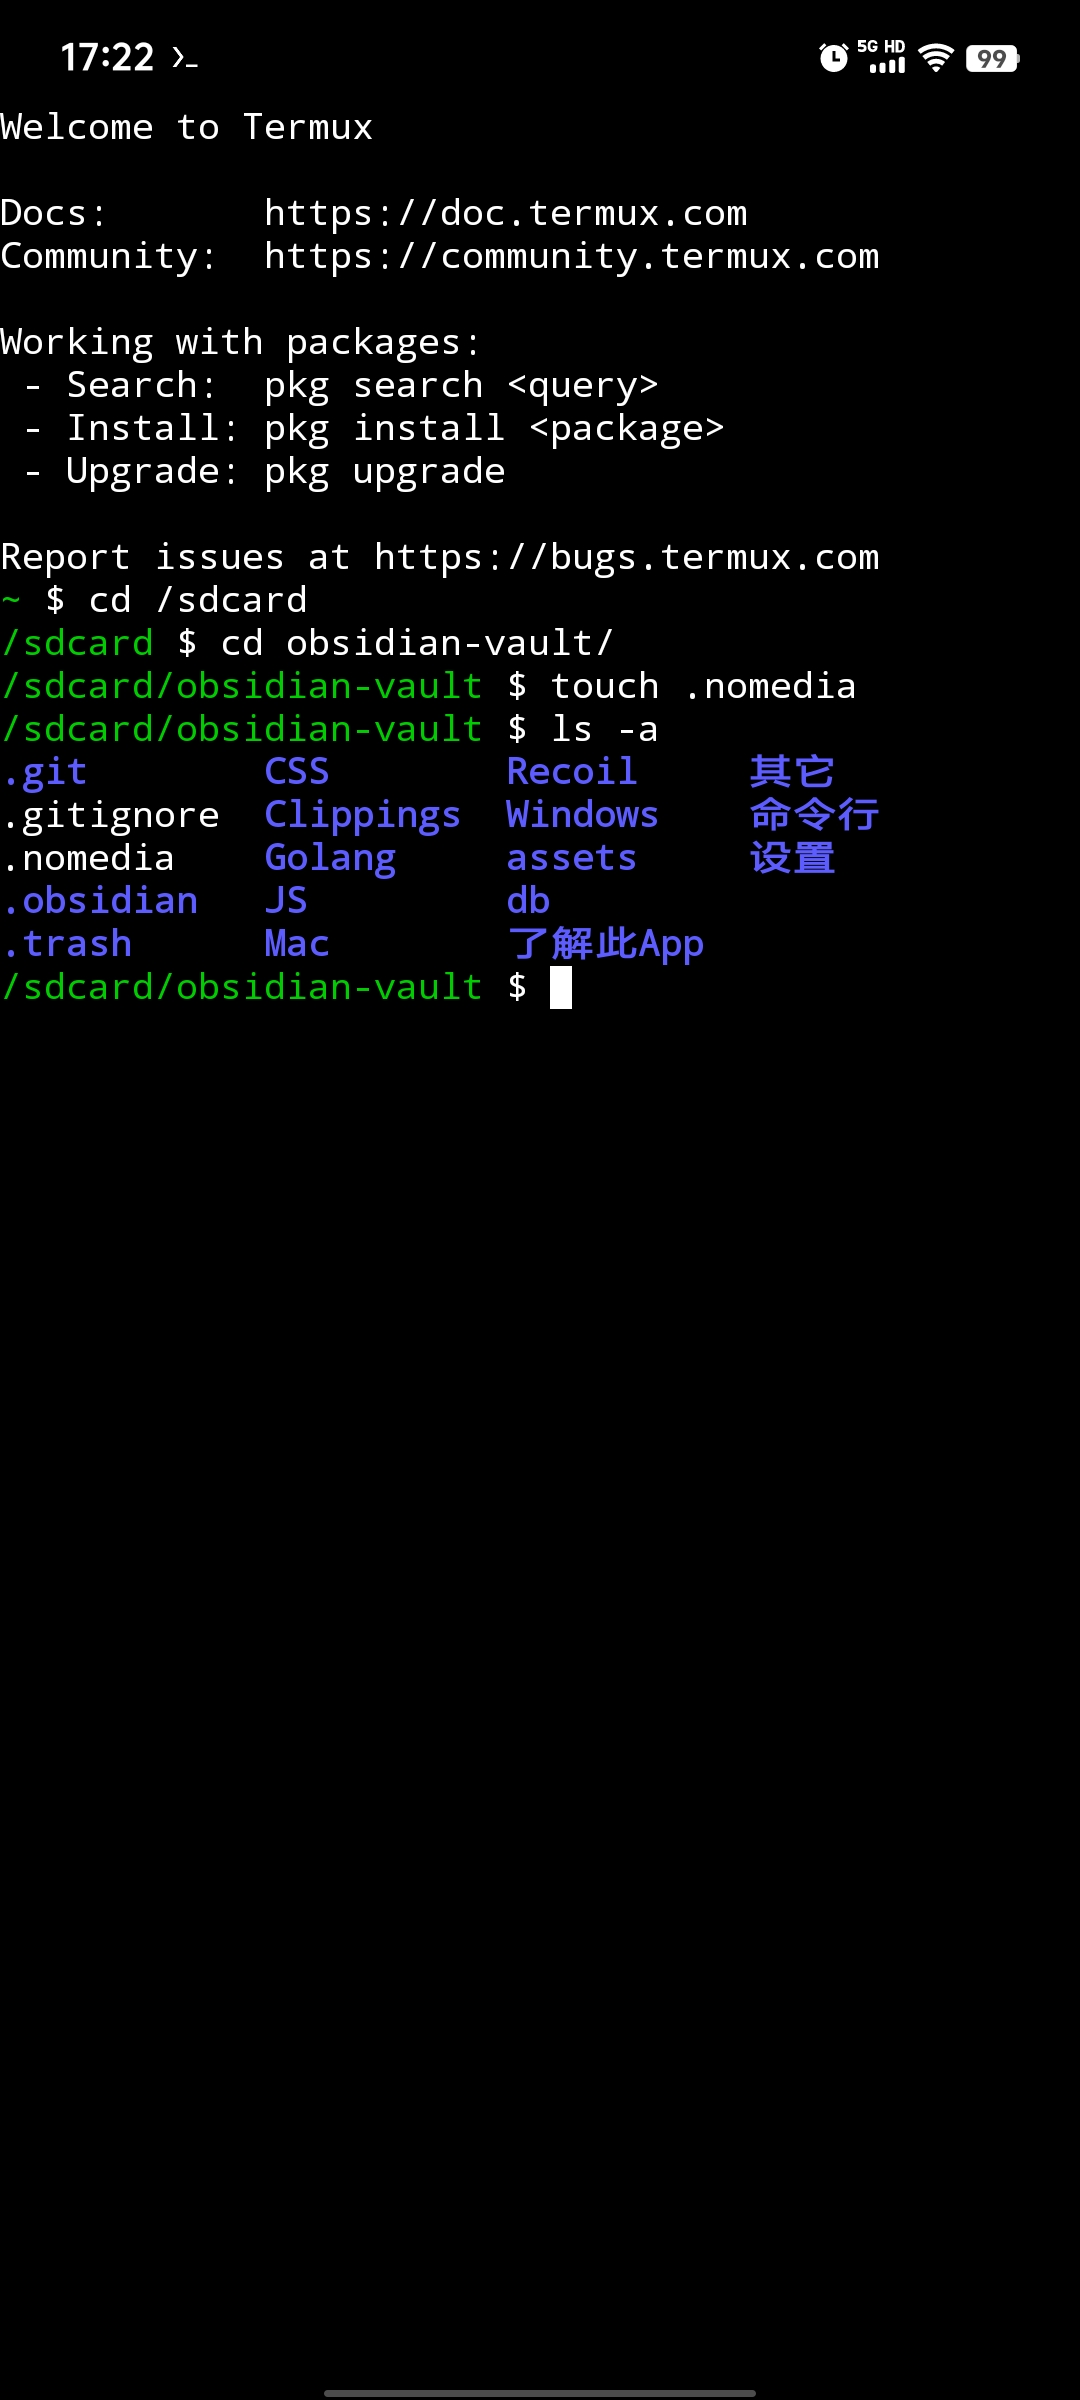 17:22 ❯_ 5G HD 99
Welcome to Termux
Docs:       https://doc.termux.com
Community:  https://community.termux.com
Working with packages:
 - Search:  pkg search <query>
 - Install: pkg install <package>
 - Upgrade: pkg upgrade
Report issues at https://bugs.termux.com
~ $ cd /sdcard
/sdcard $ cd obsidian-vault/
/sdcard/obsidian-vault $ touch .nomedia
/sdcard/obsidian-vault $ ls -a
.git        CSS        Recoil     其它
.gitignore  Clippings  Windows    命令行
.nomedia    Golang     assets     设置
.obsidian   JS         db
.trash      Mac        了解此App
/sdcard/obsidian-vault $